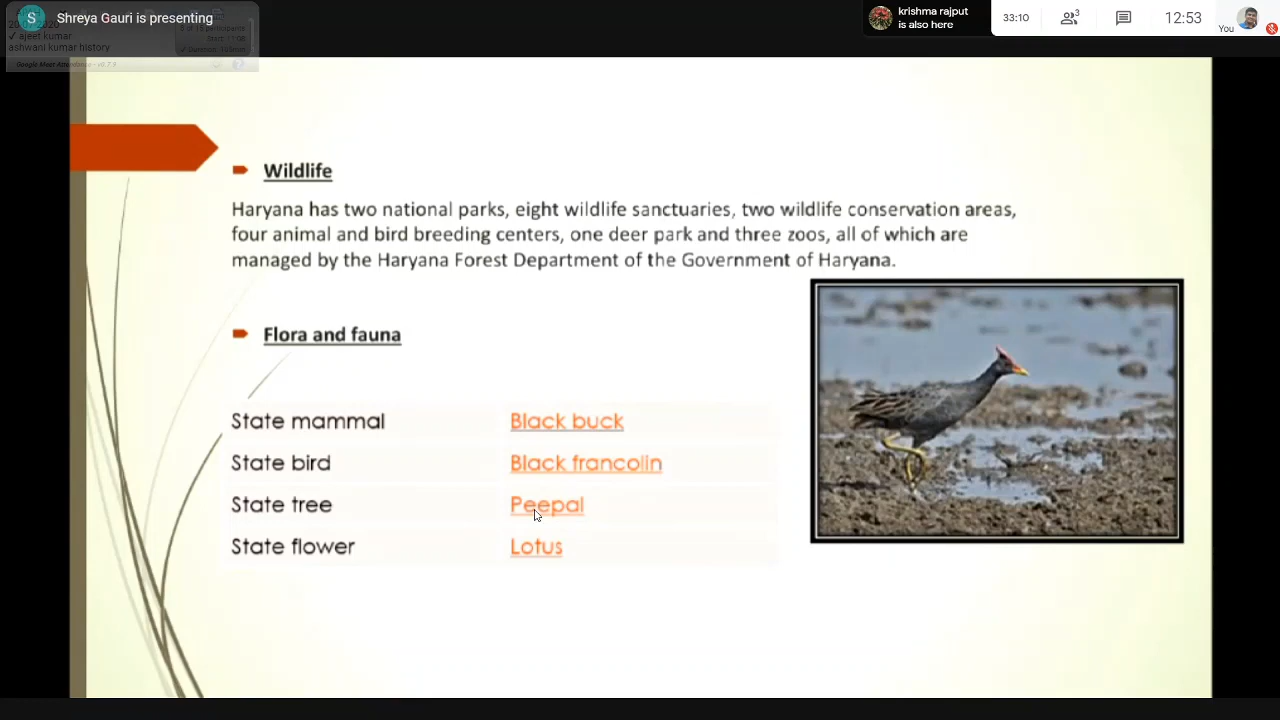 Shreya Gauri is presenting
ajeet kumar
ashwani kumar history
krishma rajput
is also here
33:10
3
12:53
You
Wildlife
Haryana has two national parks, eight wildlife sanctuaries, two wildlife conservation areas,
four animal and bird breeding centers, one deer park and three zoos, all of which are
managed by the Haryana Forest Department of the Government of Haryana.
Flora and fauna
State mammal Black buck
State bird Black francolin
State tree Peepal
State flower Lotus